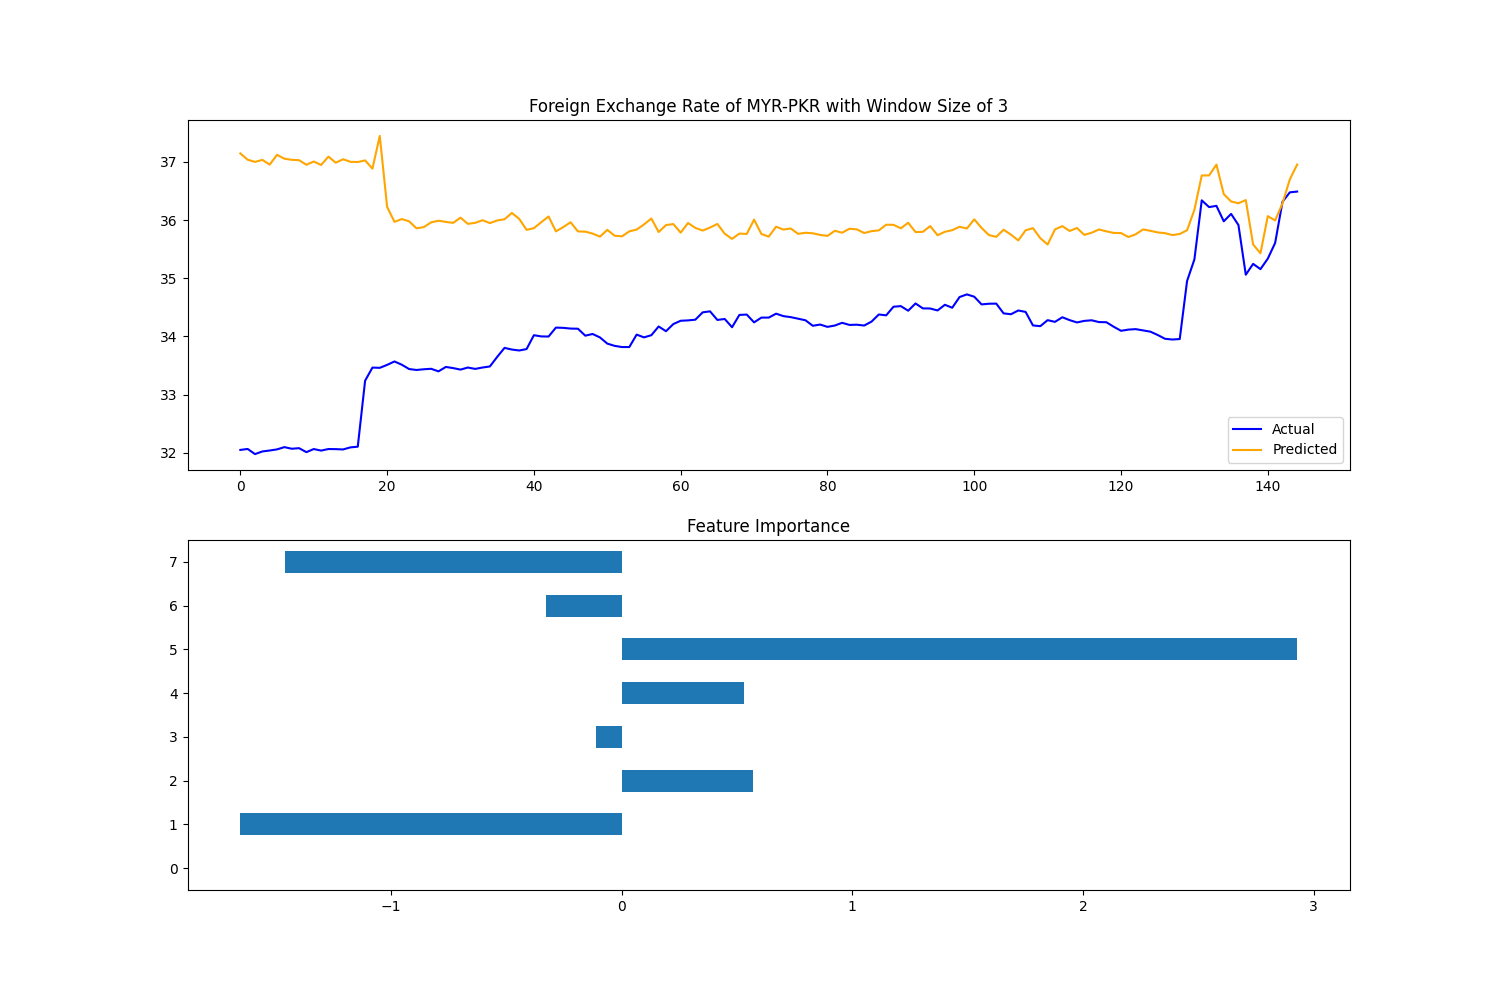 Foreign Exchange Rate of MYR-PKR with Window Size of 3
37
36
35
34
33
32
Actual
Predicted
0 20 40 60 80 100 120 140
Feature Importance
7
6
5
4
3
2
1
0
−1 0 1 2 3